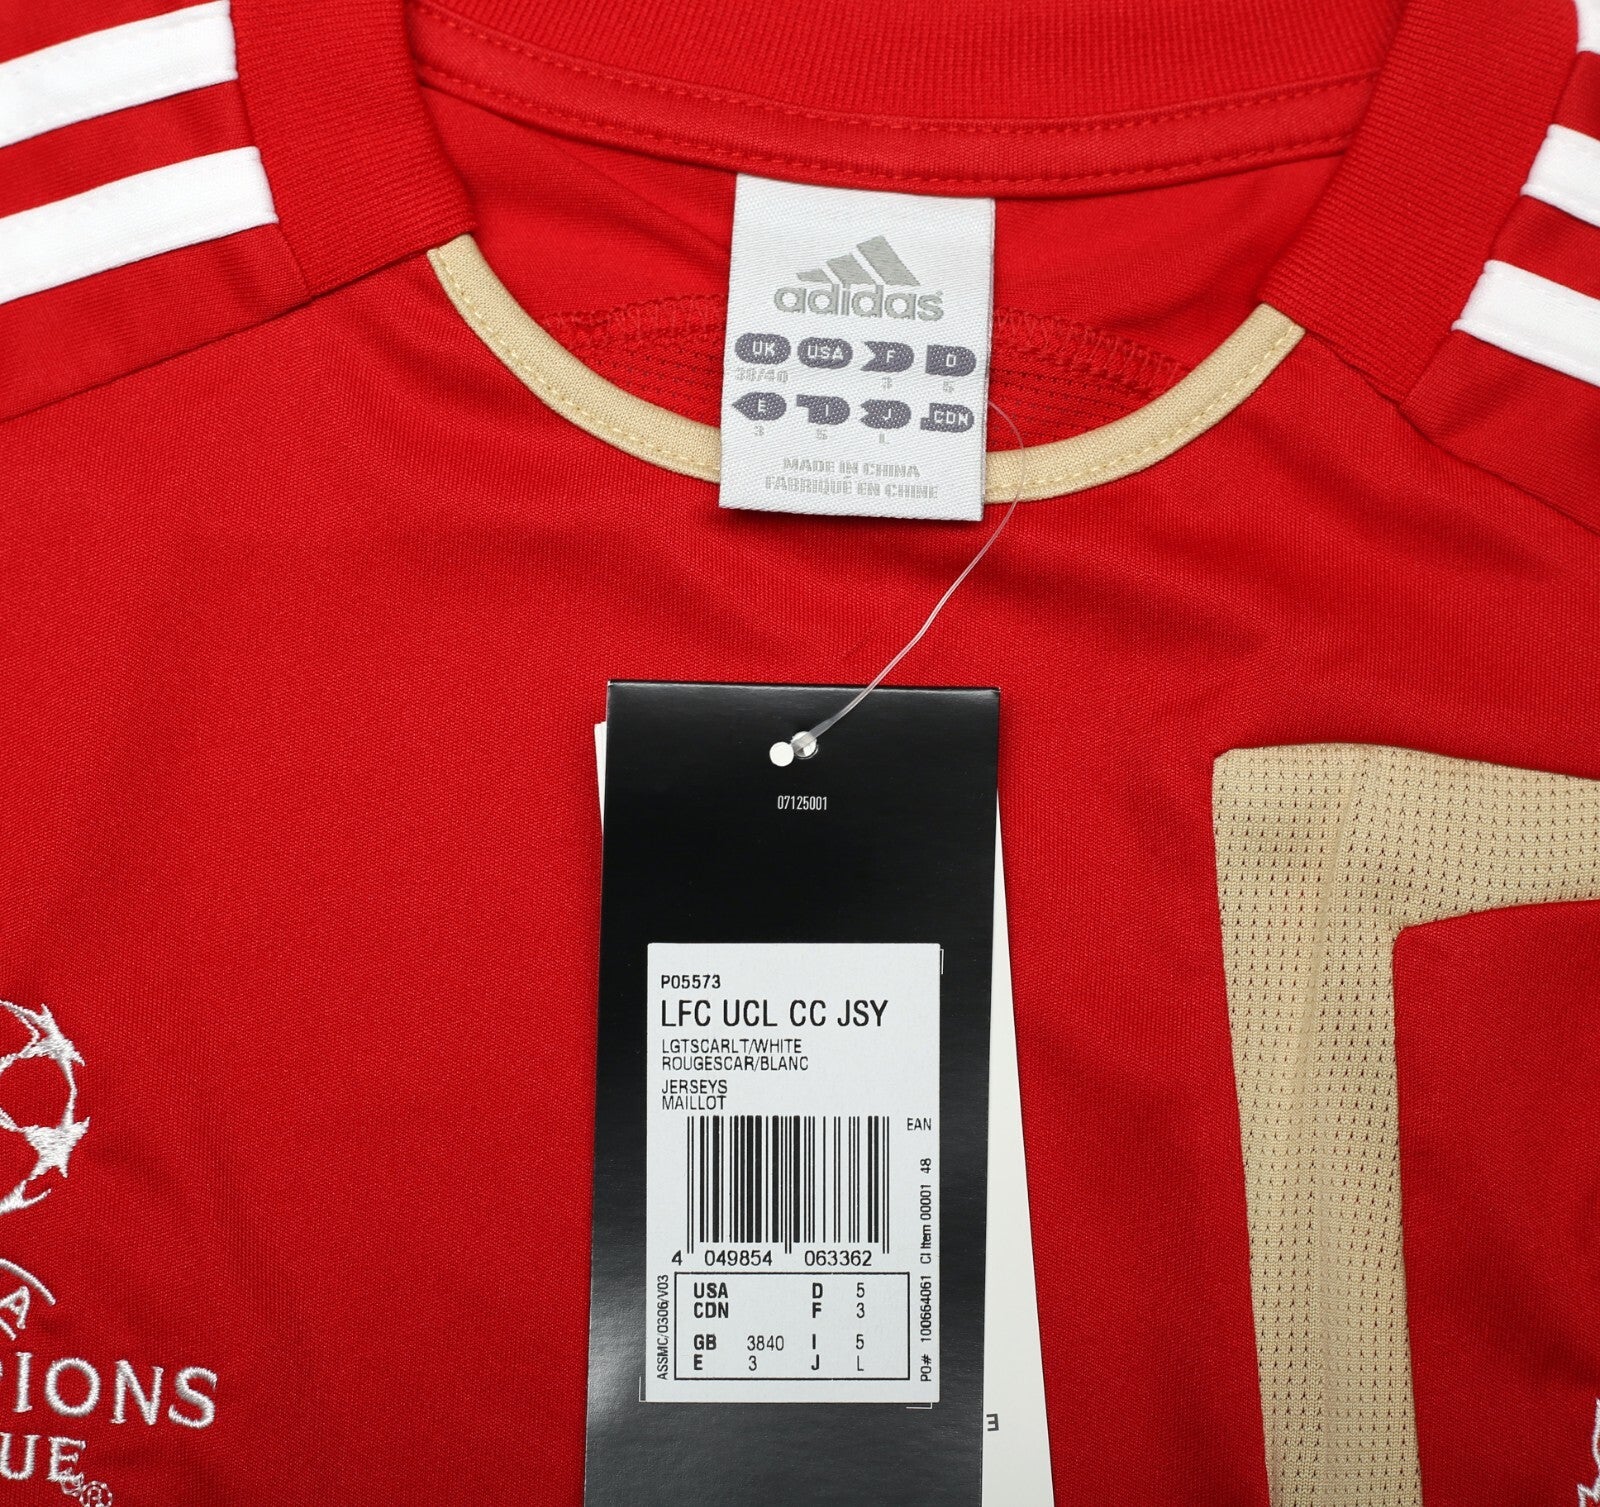 adidas
UK USA F D
38/40 3 5
E I J CDN
3 5 L
MADE IN CHINA
FABRIQUÉ EN CHINE
07125001
P05573
LFC UCL CC JSY
LGTSCARLT/WHITE
ROUGESCAR/BLANC
JERSEYS
MAILLOT
EAN
4 049854 063362
USA D 5
CDN F 3
GB 3840 I 5
E 3 J L
ASSMC/0306/V03
PO# 100664061 CI Item 00001 48
A
IONS
UE
®
E